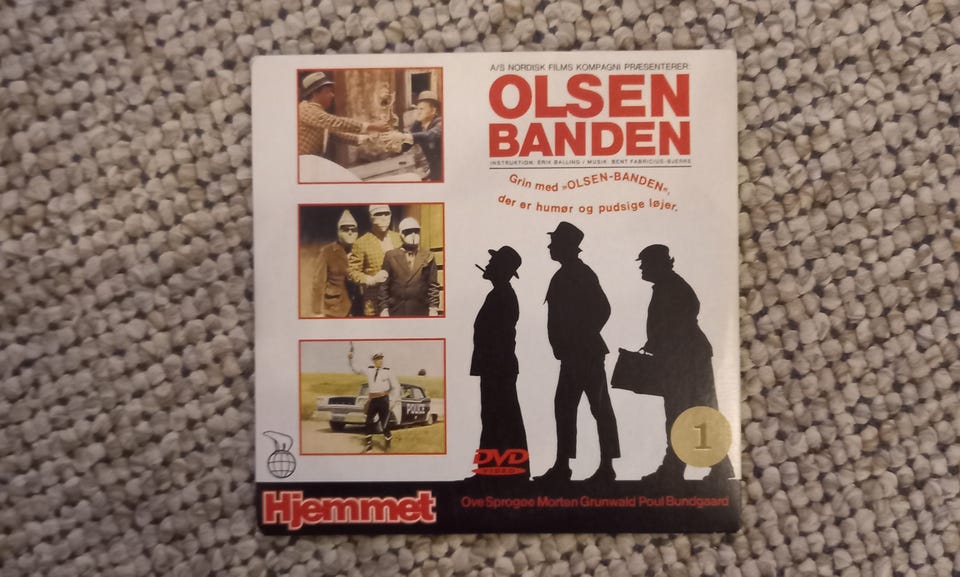 A/S NORDISK FILMS KOMPAGNI PRÆSENTERER:
OLSEN
BANDEN
INSTRUKTION: ERIK BALLING / MUSIK: BENT FABRICIUS-BJERRE
Grin med »OLSEN-BANDEN«,
der er humør og pudsige løjer.
POLICE
1
DVD
VIDEO
Hjemmet
Ove Sprogøe Morten Grunwald Poul Bundgaard